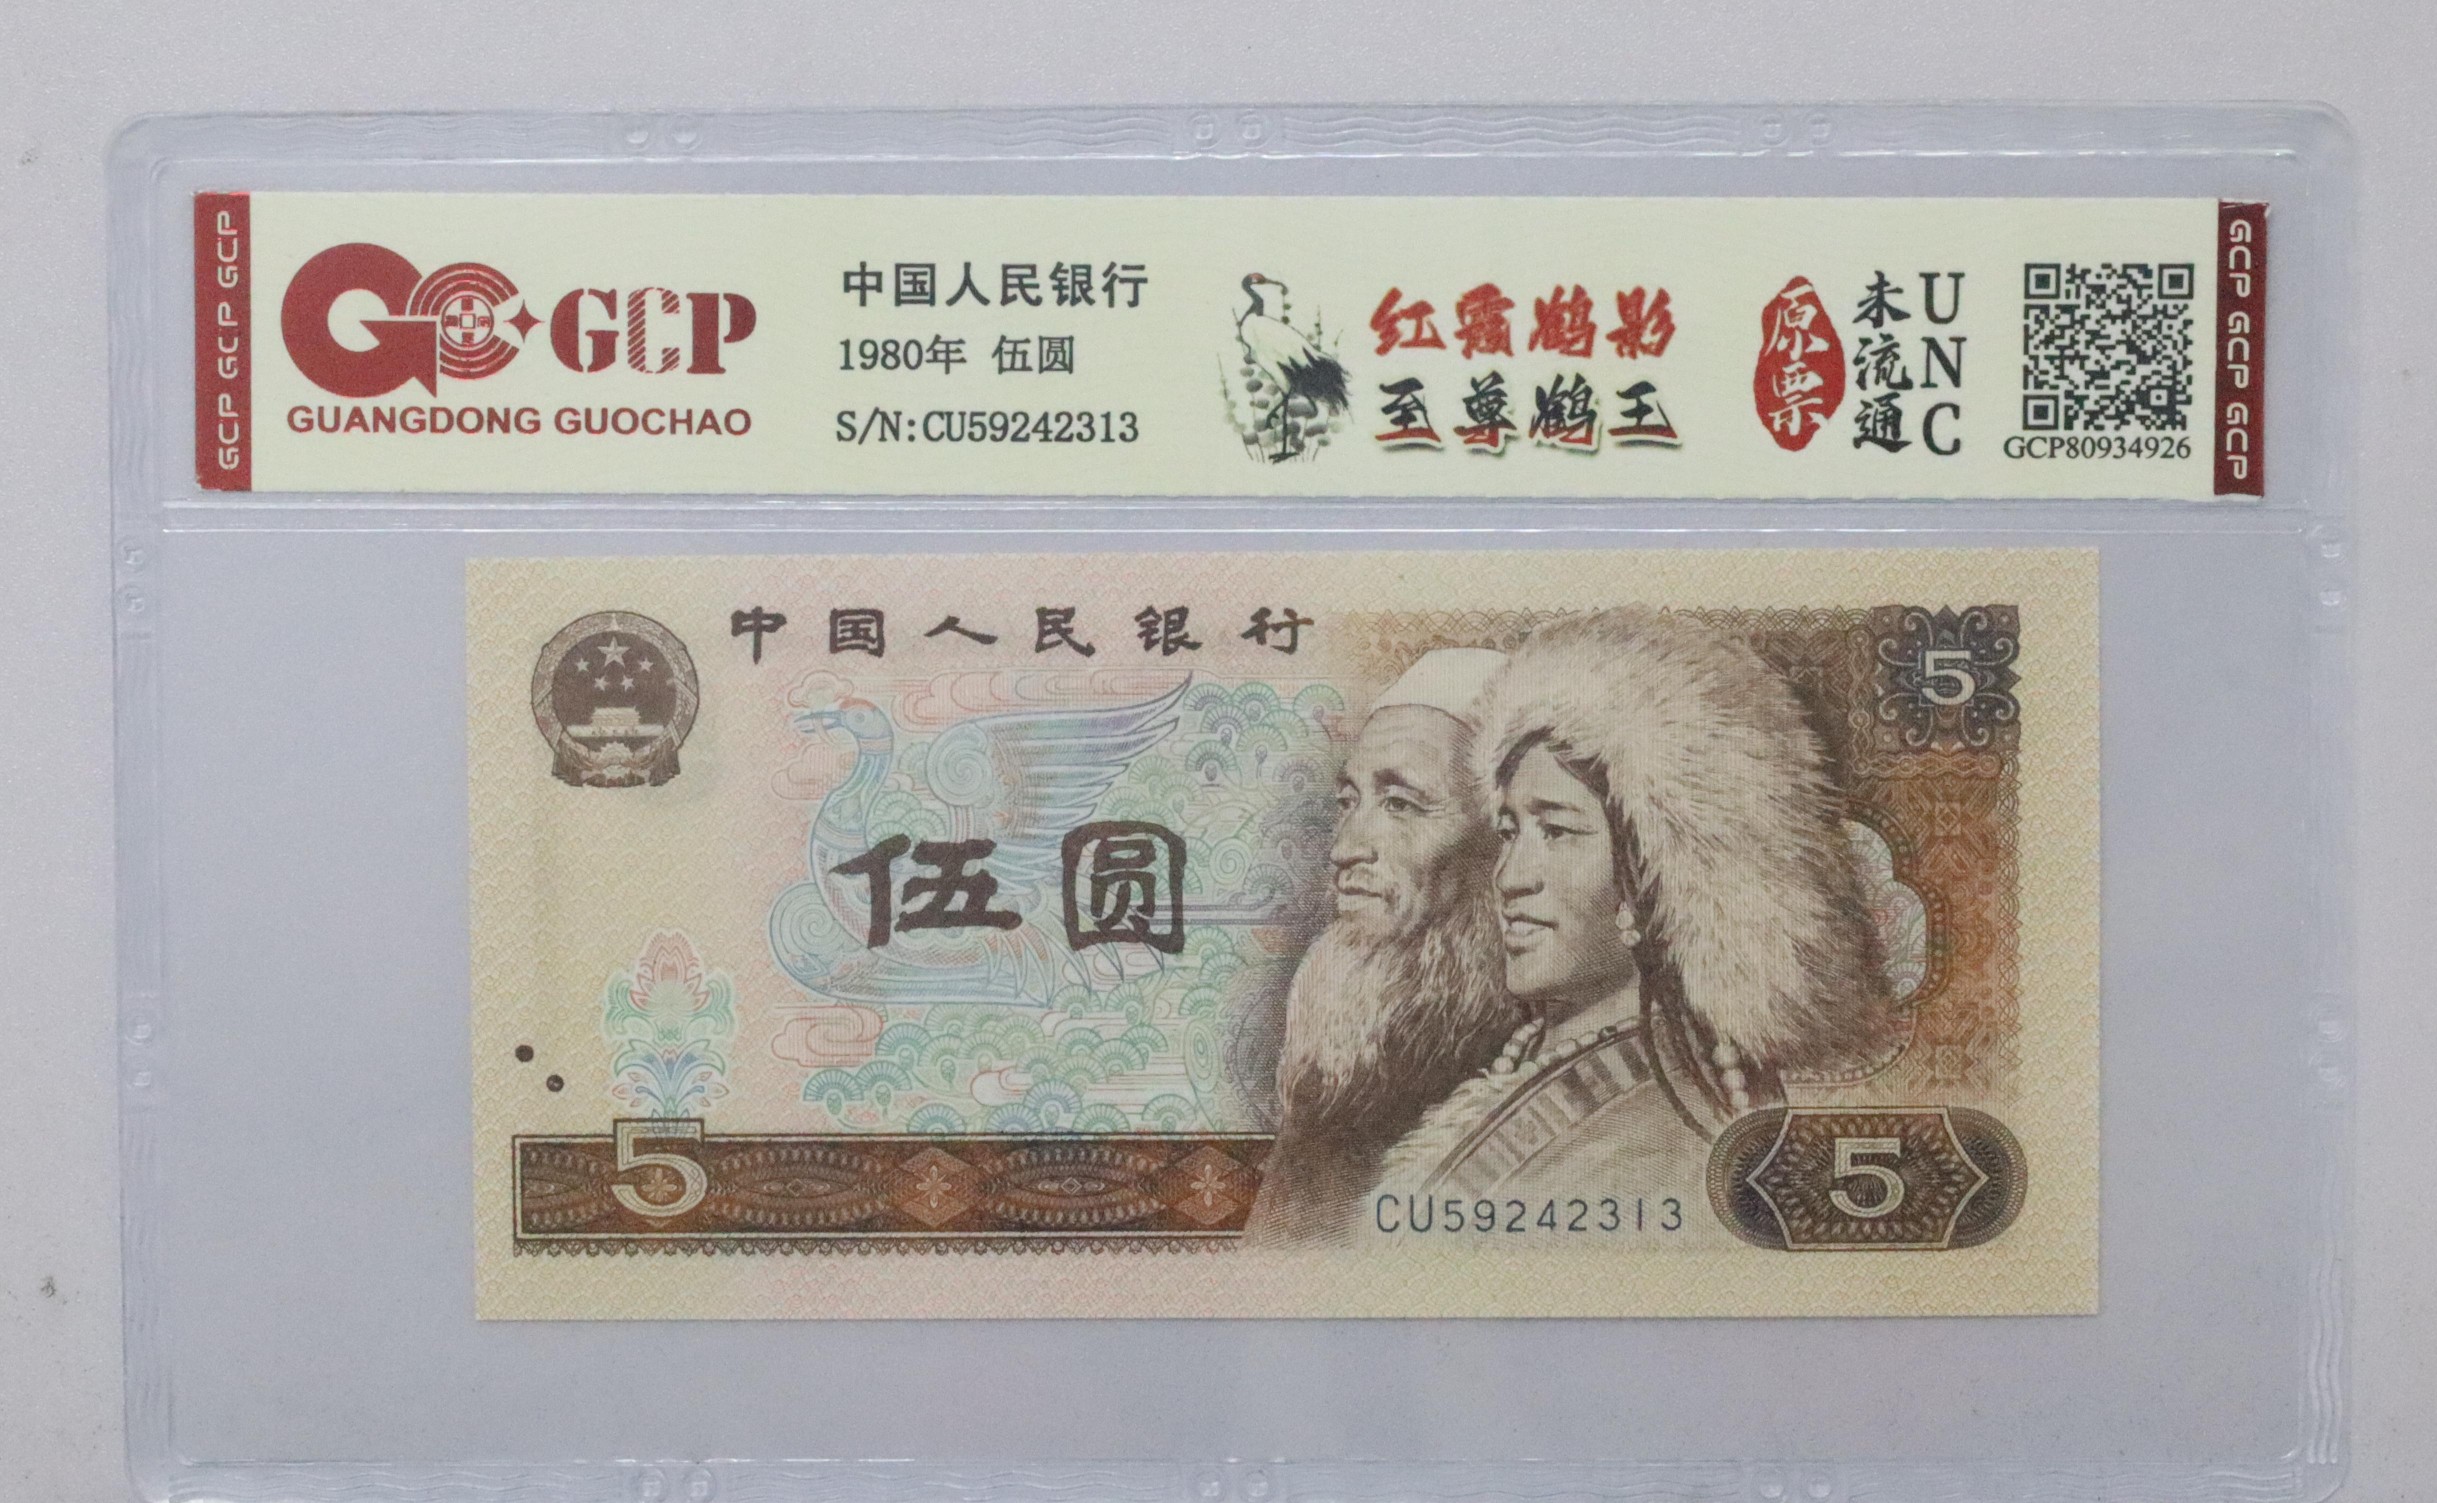 GCP GCP GCP
GCP
GUANGDONG GUOCHAO
中国人民银行
1980年 伍圆
S/N:CU59242313
红霞鹤影
至尊鹤王
原票
未流通
UNC
GCP80934926
GCP GCP GCP
中国人民银行
5
伍圆
5
CU59242313
5